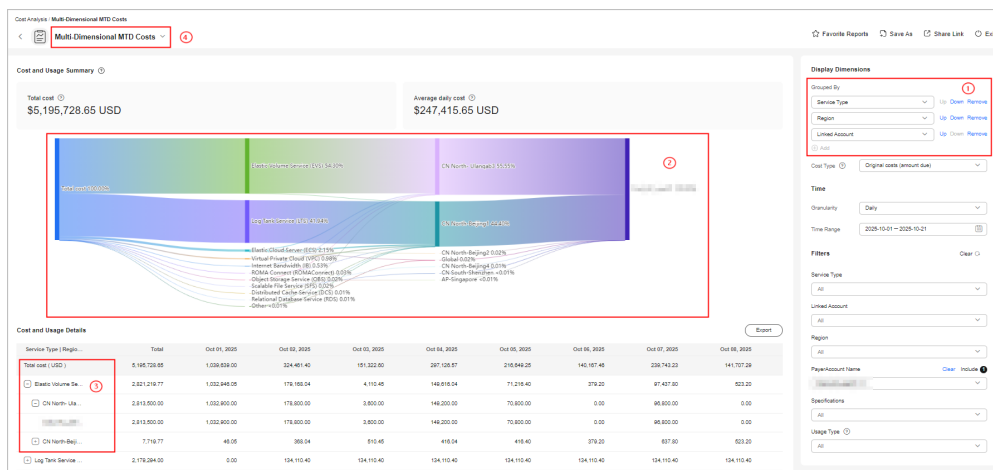 Cost Analysis / Multi-Dimensional MTD Costs
Multi-Dimensional MTD Costs
4
Favorite Reports
Save As
Share Link
Ex
Cost and Usage Summary
Total cost
$5,195,728.65 USD
Average daily cost
$247,415.65 USD
2
Elastic Volume Service (EVS) 54.30%
CN North-Ulanqab1 55.55%
Total cost 100.00%
CN North-Beijing1 44.40%
Elastic Cloud Server (ECS) 2.15%
Virtual Private Cloud (VPC) 0.98%
Internet Bandwidth (IB) 0.53%
ROMA Connect (ROMAConnect) 0.03%
Object Storage Service (OBS) 0.02%
Scalable File Service (SFS) 0.02%
Distributed Cache Service (DCS) 0.01%
Relational Database Service (RDS) 0.01%
Other <0.01%
CN North-Beijing2 0.02%
Global 0.02%
CN North-Beijing4 0.01%
CN South-Shenzhen <0.01%
AP-Singapore <0.01%
Cost and Usage Details
Export
Service Type | Regio... Total Oct 01, 2025 Oct 02, 2025 Oct 03, 2025 Oct 04, 2025 Oct 05, 2025 Oct 06, 2025 Oct 07, 2025 Oct 08, 2025
Total cost ( USD ) 5,195,728.65 1,039,639.00 324,461.40 151,322.60 297,126.57 216,649.25 140,167.46 239,743.23 141,707.29
Elastic Volume Se... 2,821,219.77 1,032,946.05 179,168.04 4,110.45 149,616.04 71,216.40 379.20 97,437.80 623.20
3
CN North- Ula... 2,813,500.00 1,032,900.00 178,800.00 3,600.00 149,200.00 70,800.00 0.00 96,800.00 0.00
2,813,500.00 1,032,900.00 178,800.00 3,600.00 149,200.00 70,800.00 0.00 96,800.00 0.00
CN North-Beiji... 7,719.77 46.05 368.04 510.45 416.04 416.40 379.20 637.80 623.20
Log Tank Service ... 2,178,294.00 0.00 134,110.40 134,110.40 134,110.40 134,110.40 134,110.40 134,110.40 134,110.40
Display Dimensions
Grouped By
1
Service Type Up Down Remove
Region Up Down Remove
Linked Account Up Down Remove
Add
Cost Type Original costs (amount due)
Time
Granularity Daily
Time Range 2025-10-01 ~ 2025-10-21
Filters Clear
Service Type
All
Linked Account
All
Region
All
PayerAccount Name Clear Include 1
Specifications
All
Usage Type
All